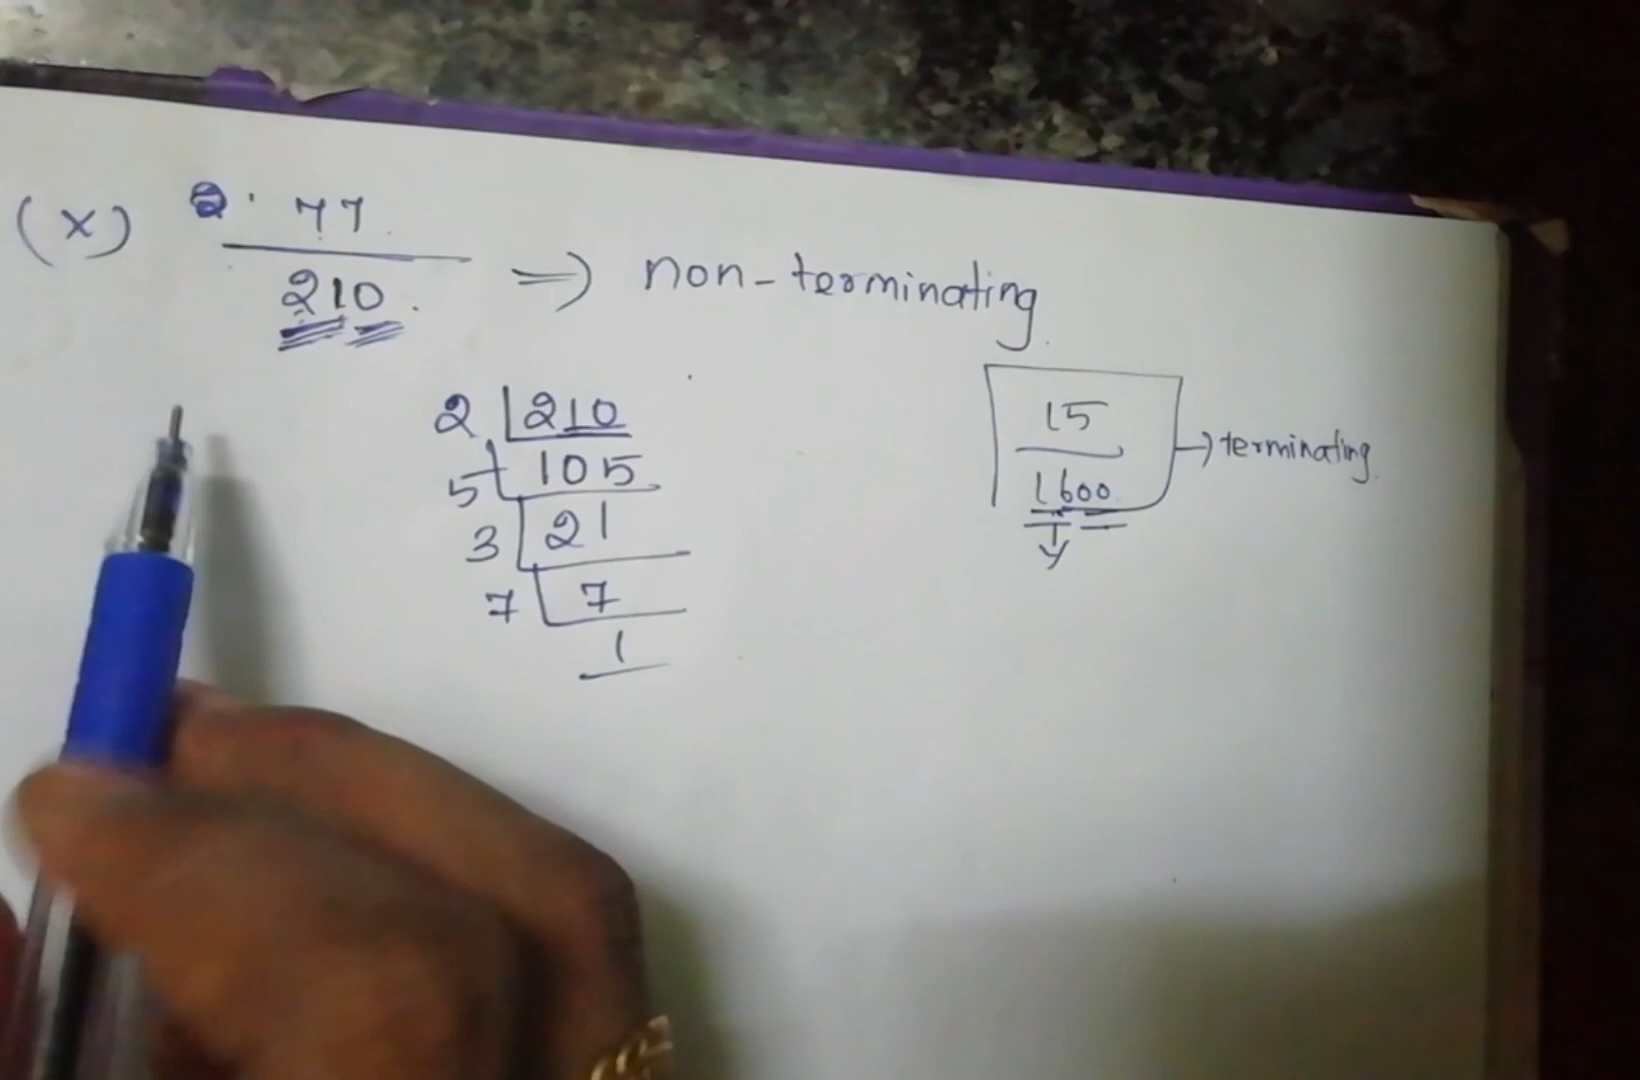 (x) 77
210 ⇒ non-terminating
2 210
5 105
3 21
7 7
1
15
1600 → terminating